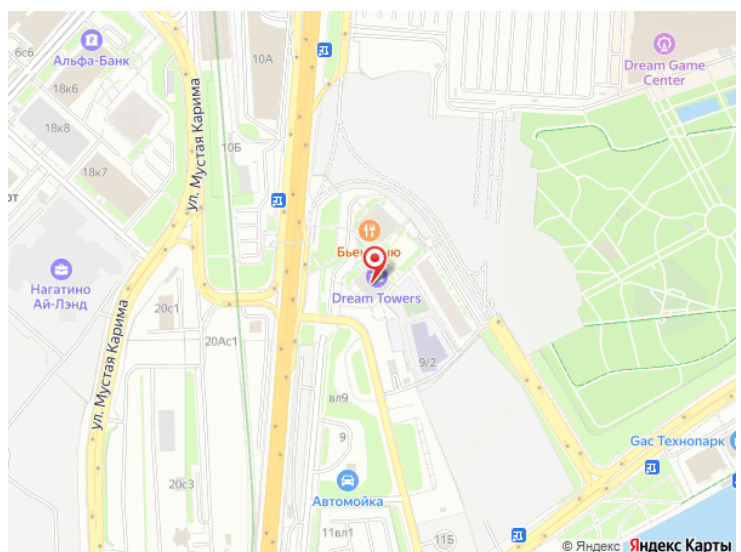 6с6
Альфа-Банк
18к6
18к8
18к7
10А
10Б
ул. Мустая Карима
Dream Game
Center
Нагатино
Ай-Лэнд
Dream Towers
20с1
20Ас1
ул. Мустая Карима
9/2
вл9
9
20с3
Автомойка
11вл1
11Б
Gac Технопарк
© Яндекс Яндекс Карты